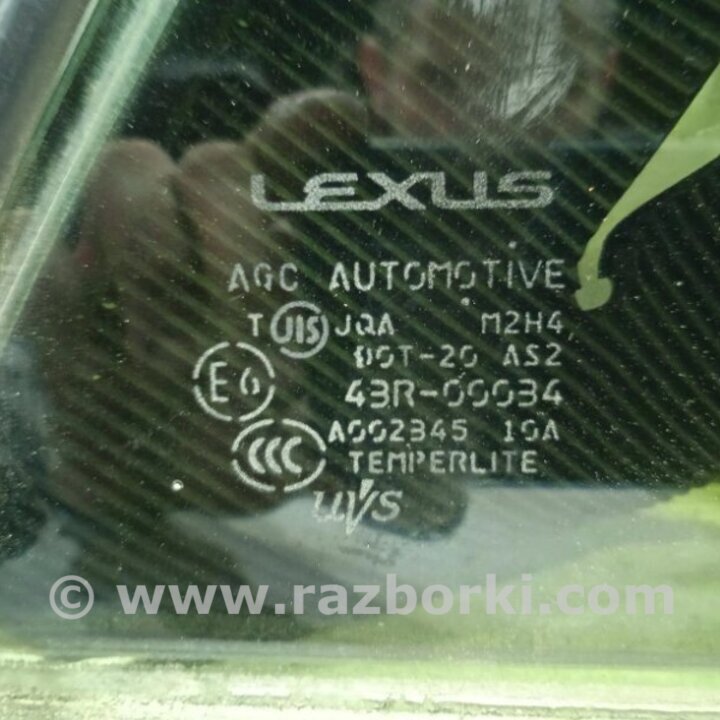 LEXUS
AGC AUTOMOTIVE
T JIS JQA M2H4
DOT-20 AS2
E6 43R-00034
CCC A002345 10A
TEMPERLITE
UVS
© www.razborki.com